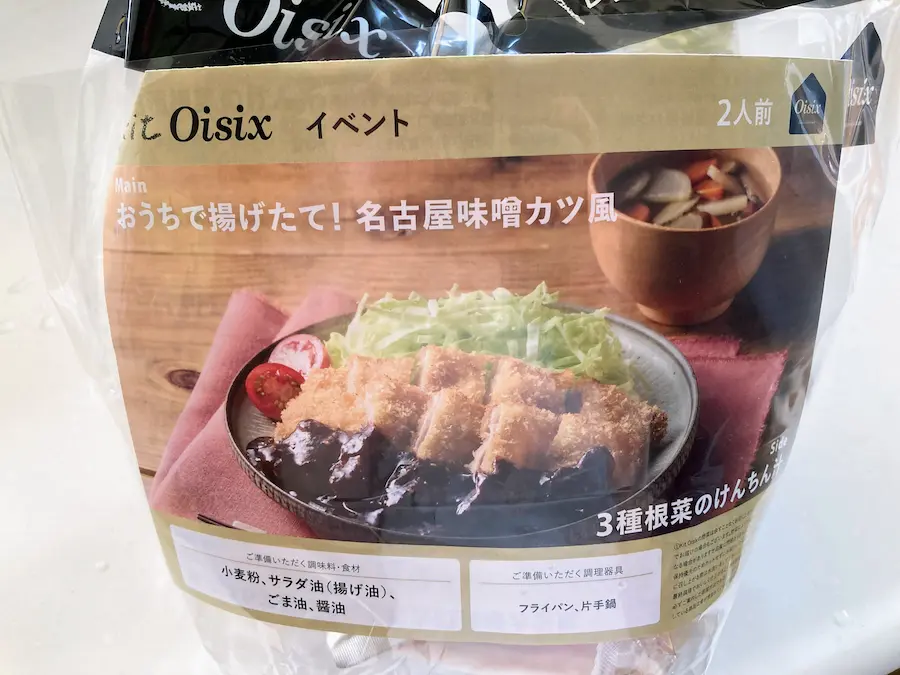 Oisix
Oisix イベント
2人前
Oisix
Main
おうちで揚げたて! 名古屋味噌カツ風
Side
3種根菜のけんちん汁
ご準備いただく調味料・食材
小麦粉、サラダ油(揚げ油)、
ごま油、醤油
ご準備いただく調理器具
フライパン、片手鍋